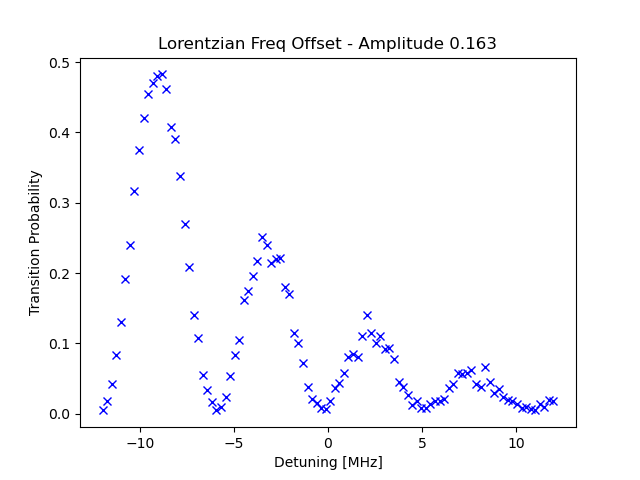 Lorentzian Freq Offset - Amplitude 0.163
0.5
0.4
0.3
0.2
0.1
0.0
Transition Probability
−10 −5 0 5 10
Detuning [MHz]